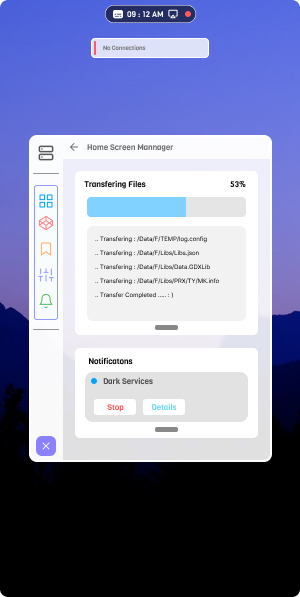 09 : 12 AM
No Connections
Home Screen Mannager
Transfering Files 53%
.. Transfering : /Data/F/TEMP/log.config
.. Transfering : /Data/F/Libs/Libs.json
.. Transfering : /Data/F/Libs/Data.GDXLib
.. Transfering : /Data/F/Libs/PRX/TY/MK.info
.. Transfer Completed ..... : )
Notificatons
Dark Services
Stop Details